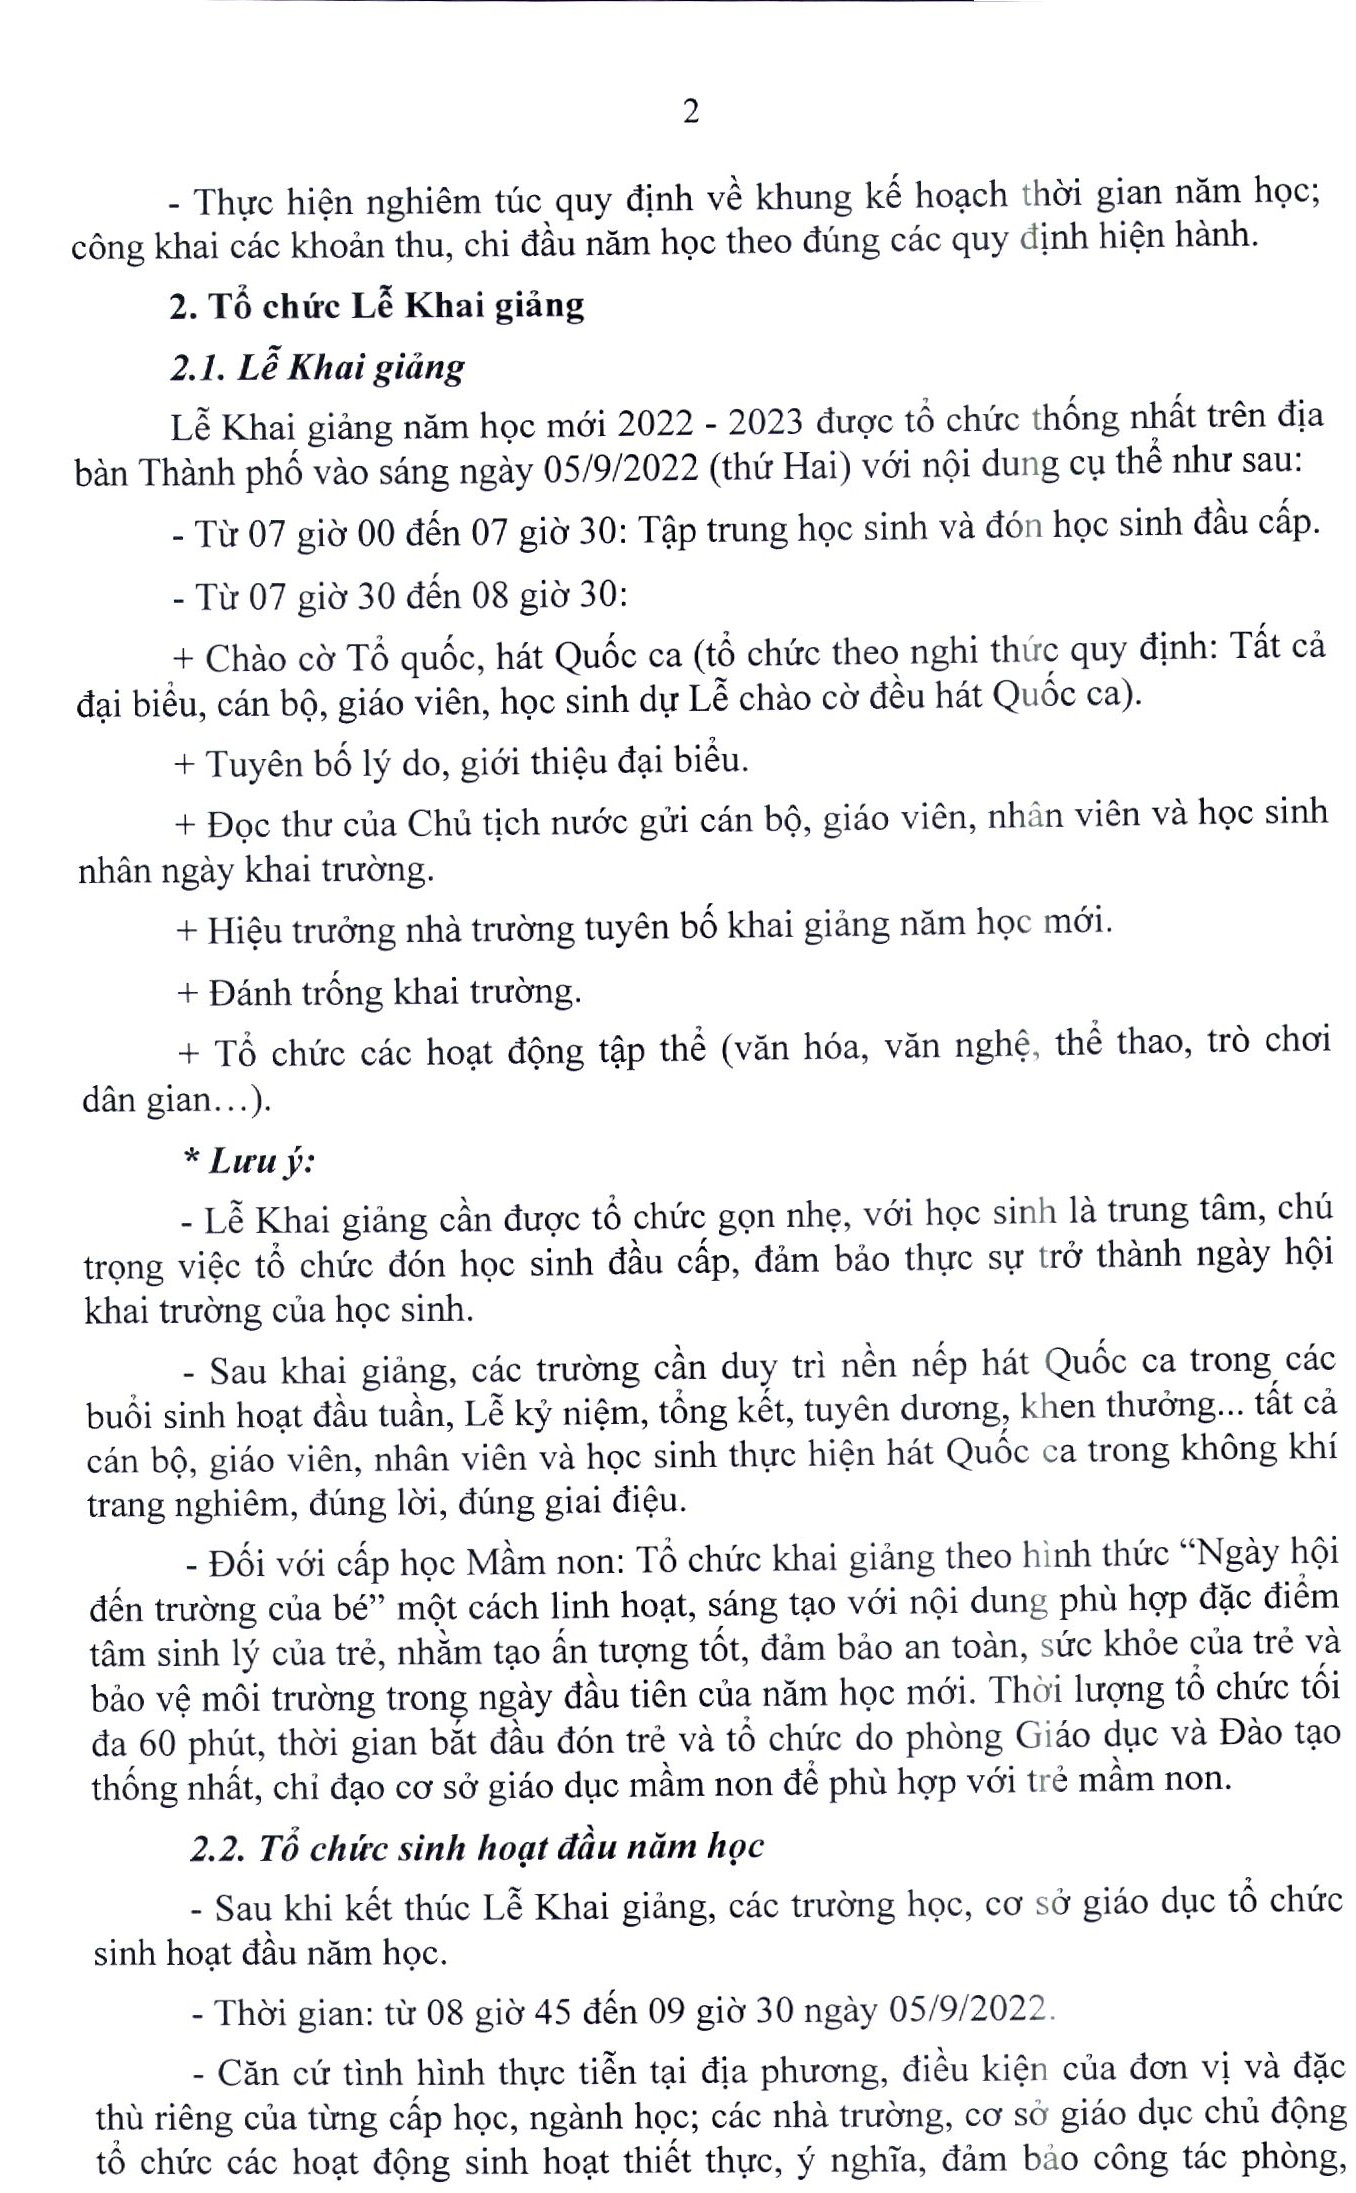 2
- Thực hiện nghiêm túc quy định về khung kế hoạch thời gian năm học;
công khai các khoản thu, chi đầu năm học theo đúng các quy định hiện hành.
2. Tổ chức Lễ Khai giảng
2.1. Lễ Khai giảng
Lễ Khai giảng năm học mới 2022 - 2023 được tổ chức thống nhất trên địa
bàn Thành phố vào sáng ngày 05/9/2022 (thứ Hai) với nội dung cụ thể như sau:
- Từ 07 giờ 00 đến 07 giờ 30: Tập trung học sinh và đón học sinh đầu cấp.
- Từ 07 giờ 30 đến 08 giờ 30:
+ Chào cờ Tổ quốc, hát Quốc ca (tổ chức theo nghi thức quy định: Tất cả
đại biểu, cán bộ, giáo viên, học sinh dự Lễ chào cờ đều hát Quốc ca).
+ Tuyên bố lý do, giới thiệu đại biểu.
+ Đọc thư của Chủ tịch nước gửi cán bộ, giáo viên, nhân viên và học sinh
nhân ngày khai trường.
+ Hiệu trưởng nhà trường tuyên bố khai giảng năm học mới.
+ Đánh trống khai trường.
+ Tổ chức các hoạt động tập thể (văn hóa, văn nghệ, thể thao, trò chơi
dân gian...).
* Lưu ý:
- Lễ Khai giảng cần được tổ chức gọn nhẹ, với học sinh là trung tâm, chú
trọng việc tổ chức đón học sinh đầu cấp, đảm bảo thực sự trở thành ngày hội
khai trường của học sinh.
- Sau khai giảng, các trường cần duy trì nền nếp hát Quốc ca trong các
buổi sinh hoạt đầu tuần, Lễ kỷ niệm, tổng kết, tuyên dương, khen thưởng... tất cả
cán bộ, giáo viên, nhân viên và học sinh thực hiện hát Quốc ca trong không khí
trang nghiêm, đúng lời, đúng giai điệu.
- Đối với cấp học Mầm non: Tổ chức khai giảng theo hình thức “Ngày hội
đến trường của bé” một cách linh hoạt, sáng tạo với nội dung phù hợp đặc điểm
tâm sinh lý của trẻ, nhằm tạo ấn tượng tốt, đảm bảo an toàn, sức khỏe của trẻ và
bảo vệ môi trường trong ngày đầu tiên của năm học mới. Thời lượng tổ chức tối
đa 60 phút, thời gian bắt đầu đón trẻ và tổ chức do phòng Giáo dục và Đào tạo
thống nhất, chỉ đạo cơ sở giáo dục mầm non để phù hợp với trẻ mầm non.
2.2. Tổ chức sinh hoạt đầu năm học
- Sau khi kết thúc Lễ Khai giảng, các trường học, cơ sở giáo dục tổ chức
sinh hoạt đầu năm học.
- Thời gian: từ 08 giờ 45 đến 09 giờ 30 ngày 05/9/2022.
- Căn cứ tình hình thực tiễn tại địa phương, điều kiện của đơn vị và đặc
thù riêng của từng cấp học, ngành học; các nhà trường, cơ sở giáo dục chủ động
tổ chức các hoạt động sinh hoạt thiết thực, ý nghĩa, đảm bảo công tác phòng,